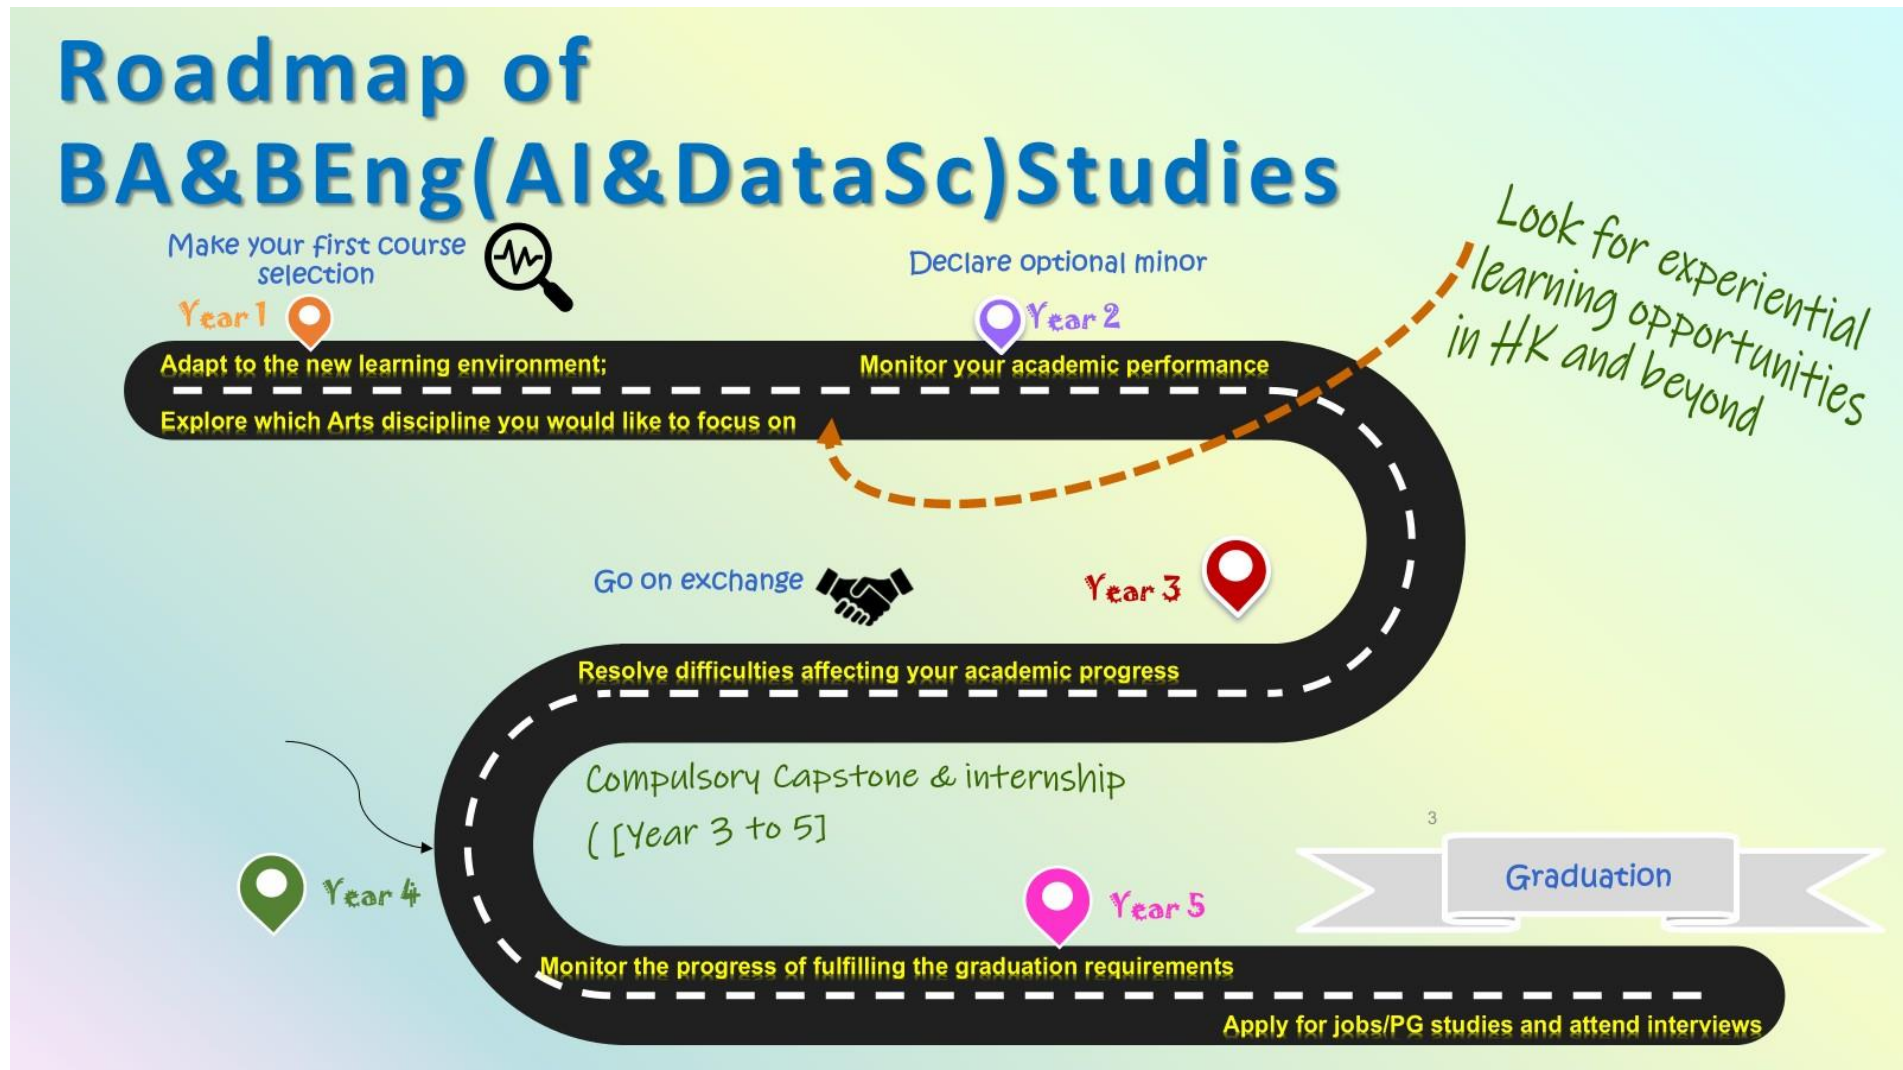 Roadmap of
BA&BEng(AI&DataSc)Studies
Make your first course
selection
Declare optional minor
Look for experiential
learning opportunities
in HK and beyond
Year 1
Year 2
Adapt to the new learning environment;
Monitor your academic performance
Explore which Arts discipline you would like to focus on
Go on exchange
Year 3
Resolve difficulties affecting your academic progress
Compulsory Capstone & internship
( [Year 3 to 5]
3
Graduation
Year 4
Year 5
Monitor the progress of fulfilling the graduation requirements
Apply for jobs/PG studies and attend interviews